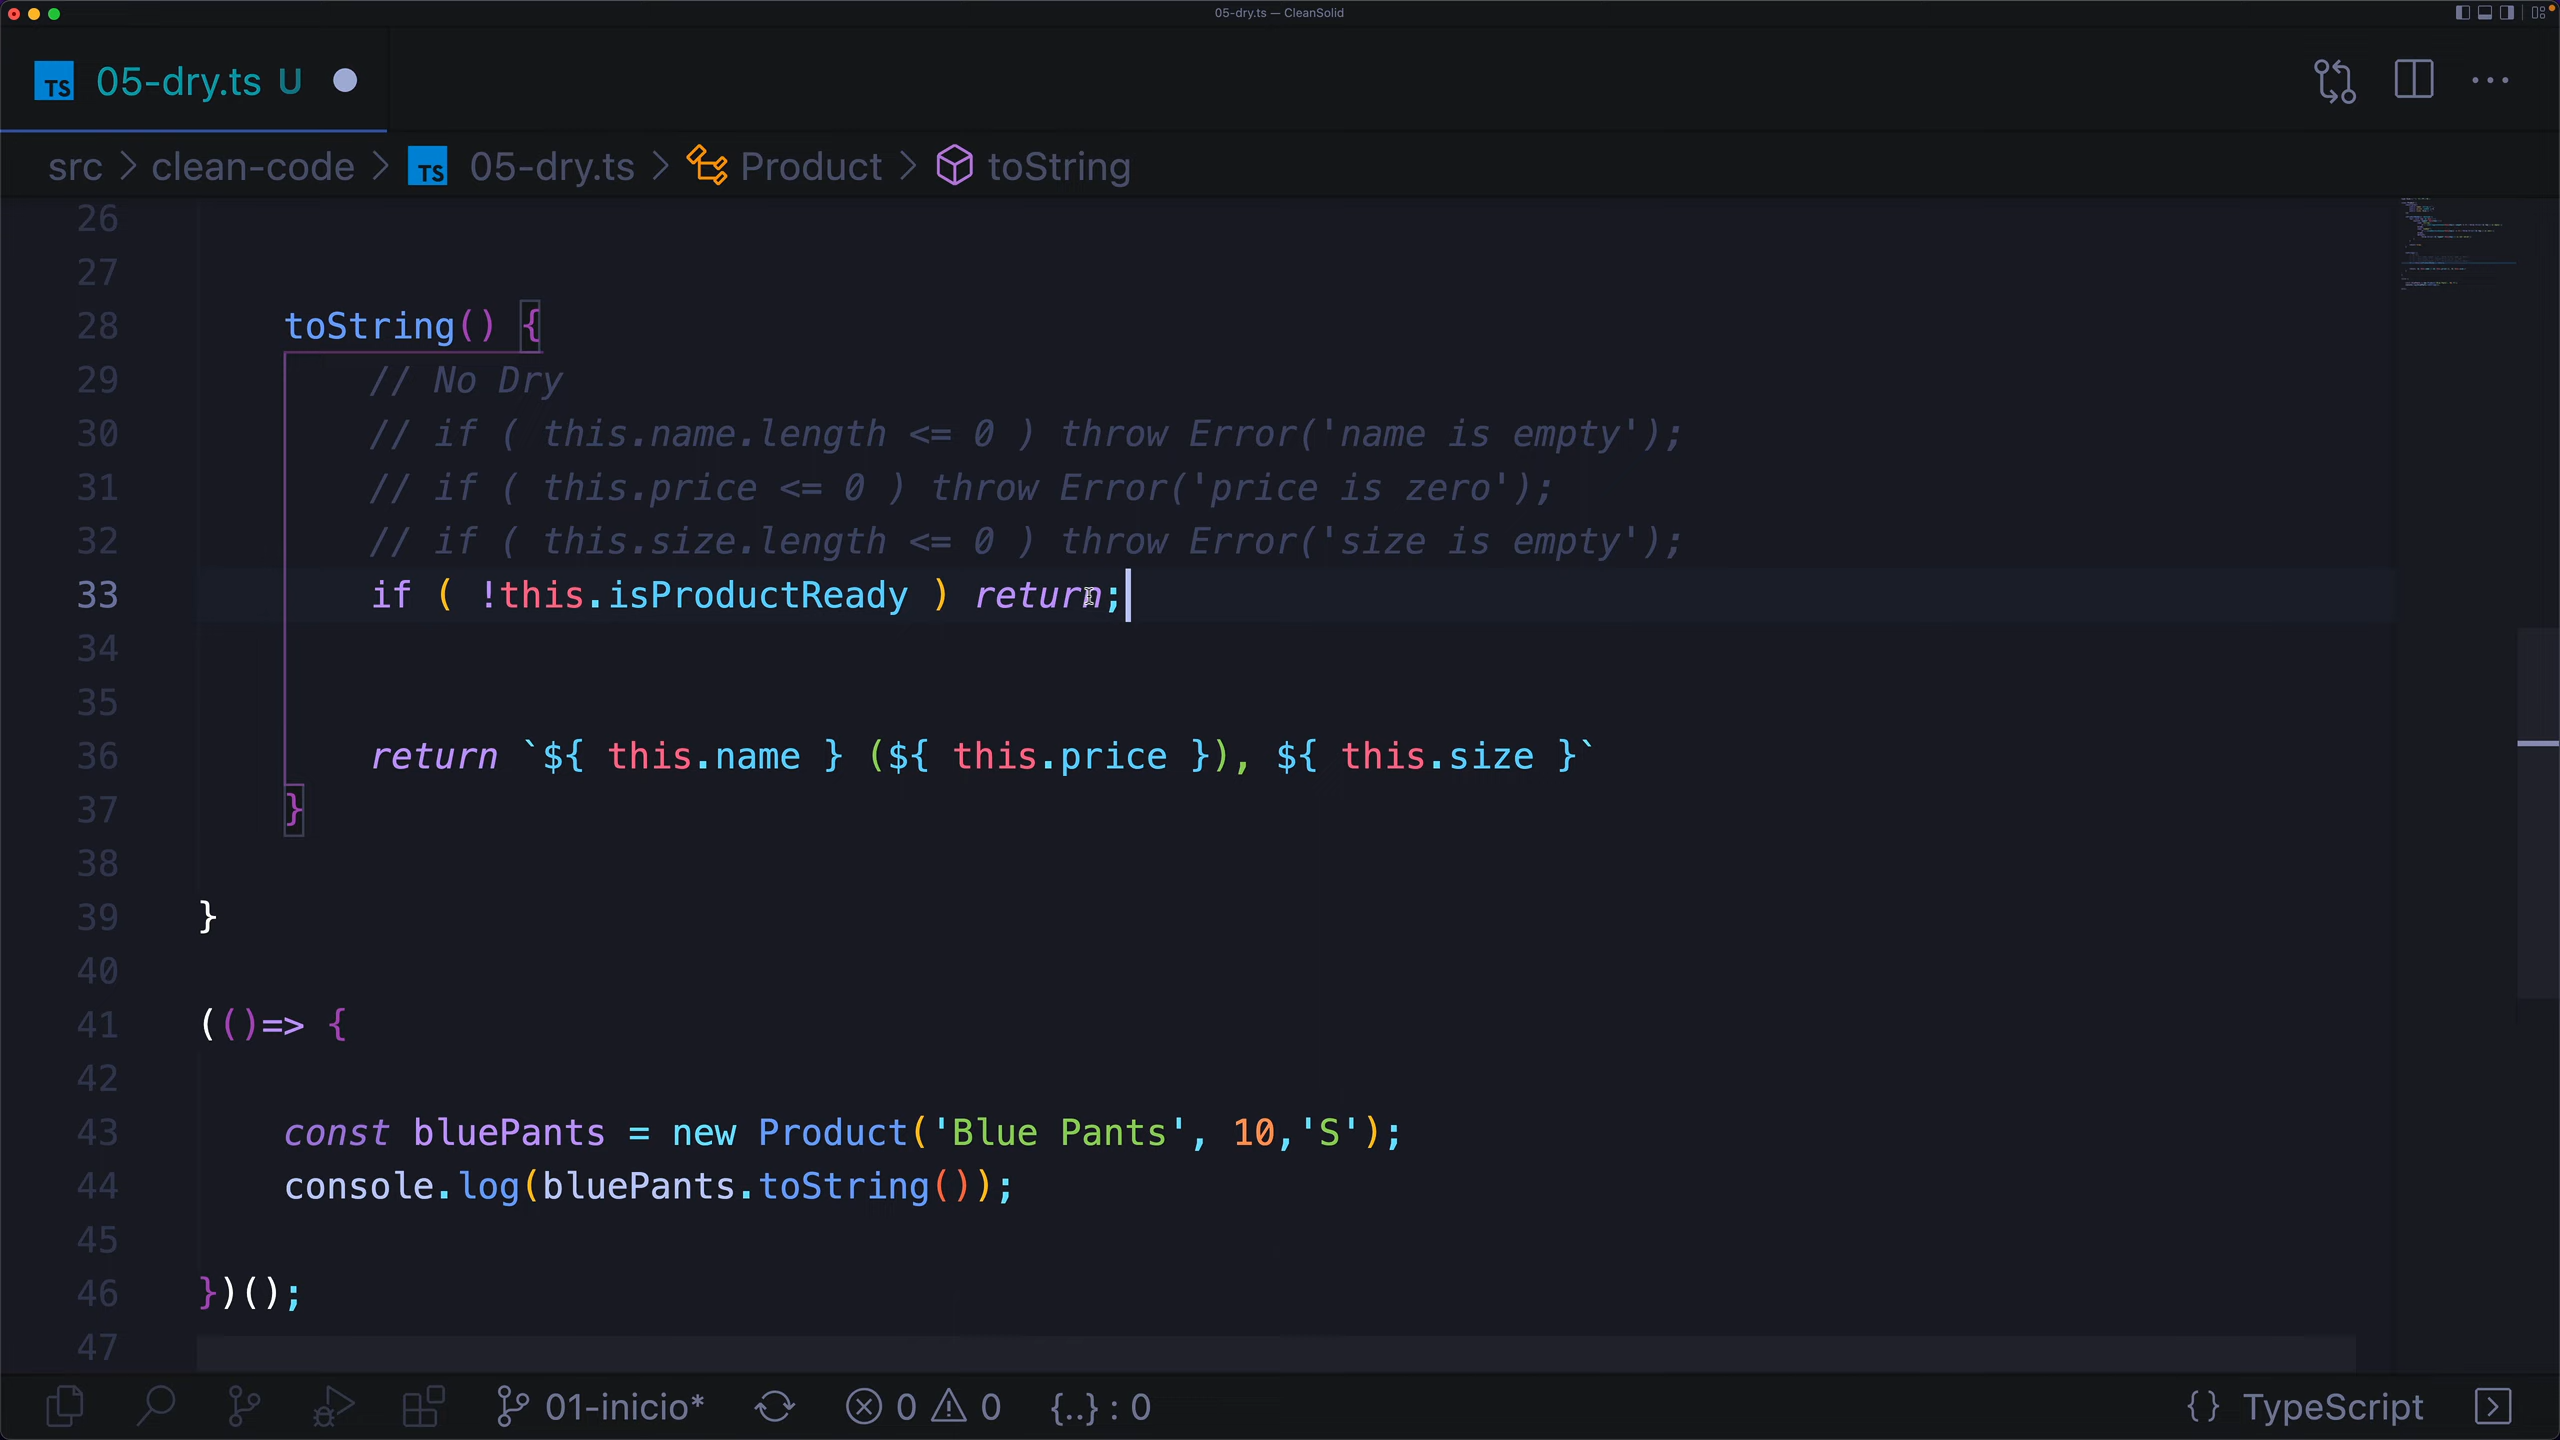 05-dry.ts — CleanSolid
TS 05-dry.ts U
src > clean-code > TS 05-dry.ts > Product > toString
26
27
28 toString() {
29 // No Dry
30 // if ( this.name.length <= 0 ) throw Error('name is empty');
31 // if ( this.price <= 0 ) throw Error('price is zero');
32 // if ( this.size.length <= 0 ) throw Error('size is empty');
33 if ( !this.isProductReady ) return;
34
35
36 return `${ this.name } (${ this.price }), ${ this.size }`
37 }
38
39 }
40
41 (()=> {
42
43 const bluePants = new Product('Blue Pants', 10,'S');
44 console.log(bluePants.toString());
45
46 })();
47
01-inicio* 0 0 {..} : 0 {} TypeScript